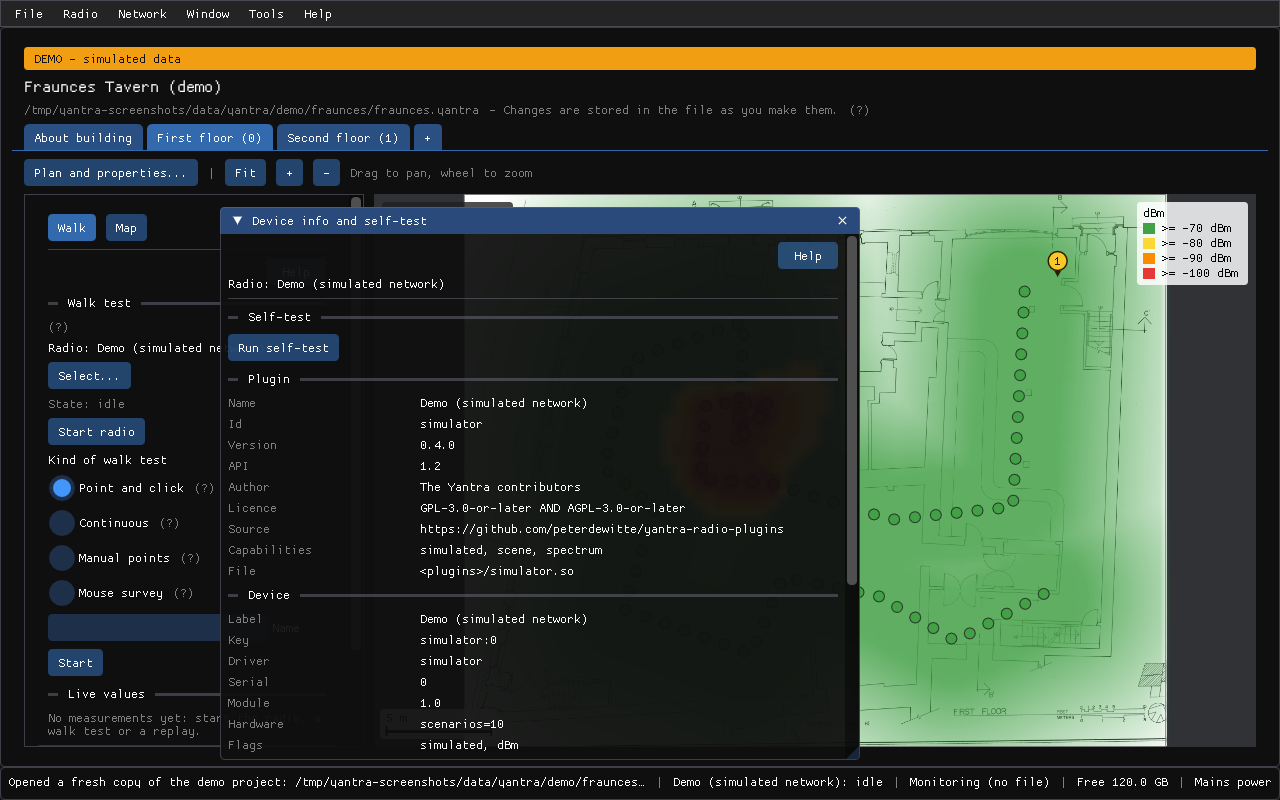 File Radio Network Window Tools Help
DEMO - simulated data
Fraunces Tavern (demo)
/tmp/yantra-screenshots/data/yantra/demo/fraunces/fraunces.yantra - Changes are stored in the file as you make them. (?)
About building First floor (0) Second floor (1) +
Plan and properties... | Fit + - Drag to pan, wheel to zoom
Walk Map
Help
Walk test
(?)
Radio: Demo (simulated ne
Select...
State: idle
Start radio
Kind of walk test
Point and click (?)
Continuous (?)
Manual points (?)
Mouse survey (?)
Name
Start
Live values
No measurements yet: star
walk test or a replay.
Device info and self-test
Help
Radio: Demo (simulated network)
Self-test
Run self-test
Plugin
Name Demo (simulated network)
Id simulator
Version 0.4.0
API 1.2
Author The Yantra contributors
Licence GPL-3.0-or-later AND AGPL-3.0-or-later
Source https://github.com/peterdewitte/yantra-radio-plugins
Capabilities simulated, scene, spectrum
File <plugins>/simulator.so
Device
Label Demo (simulated network)
Key simulator:0
Driver simulator
Serial 0
Module 1.0
Hardware scenarios=10
Flags simulated, dBm
5 m
dBm
>= -70 dBm
>= -80 dBm
>= -90 dBm
>= -100 dBm
1
FIRST FLOOR
Opened a fresh copy of the demo project: /tmp/yantra-screenshots/data/yantra/demo/fraunces… | Demo (simulated network): idle | Monitoring (no file) | Free 120.0 GB | Mains power